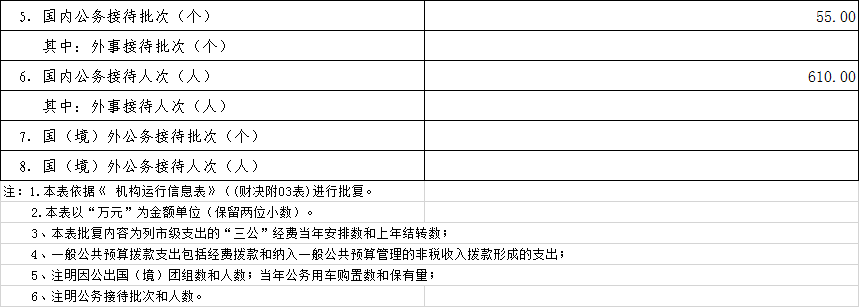 5. 国内公务接待批次（个） 55.00
其中: 外事接待批次（个）
6. 国内公务接待人次（人） 610.00
其中: 外事接待人次（人）
7. 国（境）外公务接待批次（个）
8. 国（境）外公务接待人次（人）
注: 1.本表依据《 机构运行信息表》（(财决附03表)进行批复。
2.本表以“万元”为金额单位（保留两位小数）。
3、本表批复内容为列市级支出的“三公”经费当年安排数和上年结转数;
4、一般公共预算拨款支出包括经费拨款和纳入一般公共预算管理的非税收入拨款形成的支出;
5、注明因公出国（境）团组数和人数; 当年公务用车购置数和保有量;
6、注明公务接待批次和人数。